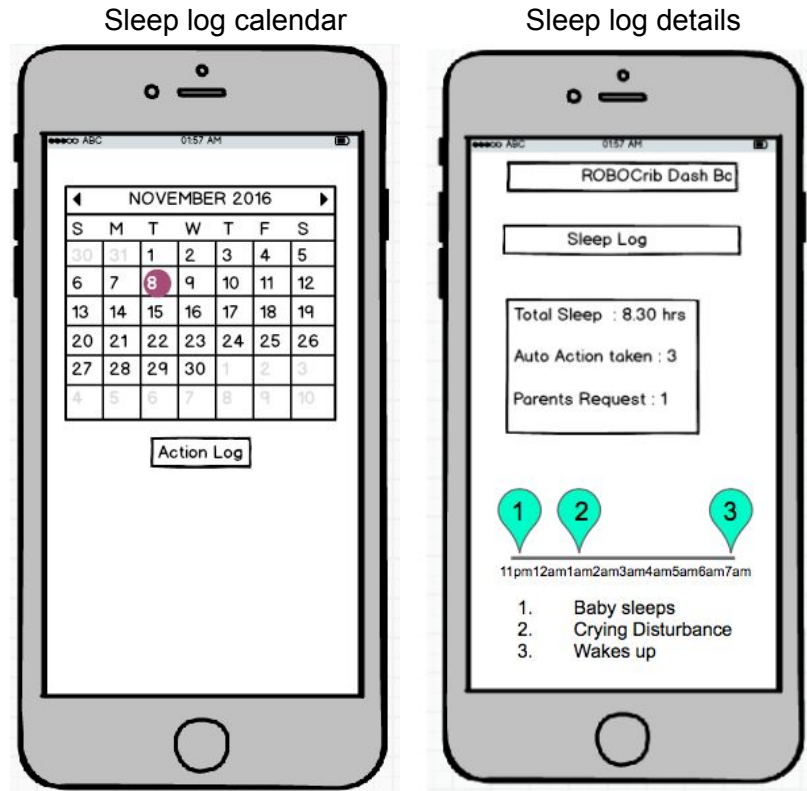 Sleep log calendar
ABC 01:57 AM
NOVEMBER 2016
S M T W T F S
30 31 1 2 3 4 5
6 7 8 9 10 11 12
13 14 15 16 17 18 19
20 21 22 23 24 25 26
27 28 29 30 1 2 3
4 5 6 7 8 9 10
Action Log
Sleep log details
ABC 01:57 AM
ROBOCrib Dash Bo
Sleep Log
Total Sleep : 8.30 hrs
Auto Action taken : 3
Parents Request : 1
1 2 3
11pm12am1am2am3am4am5am6am7am
1. Baby sleeps
2. Crying Disturbance
3. Wakes up